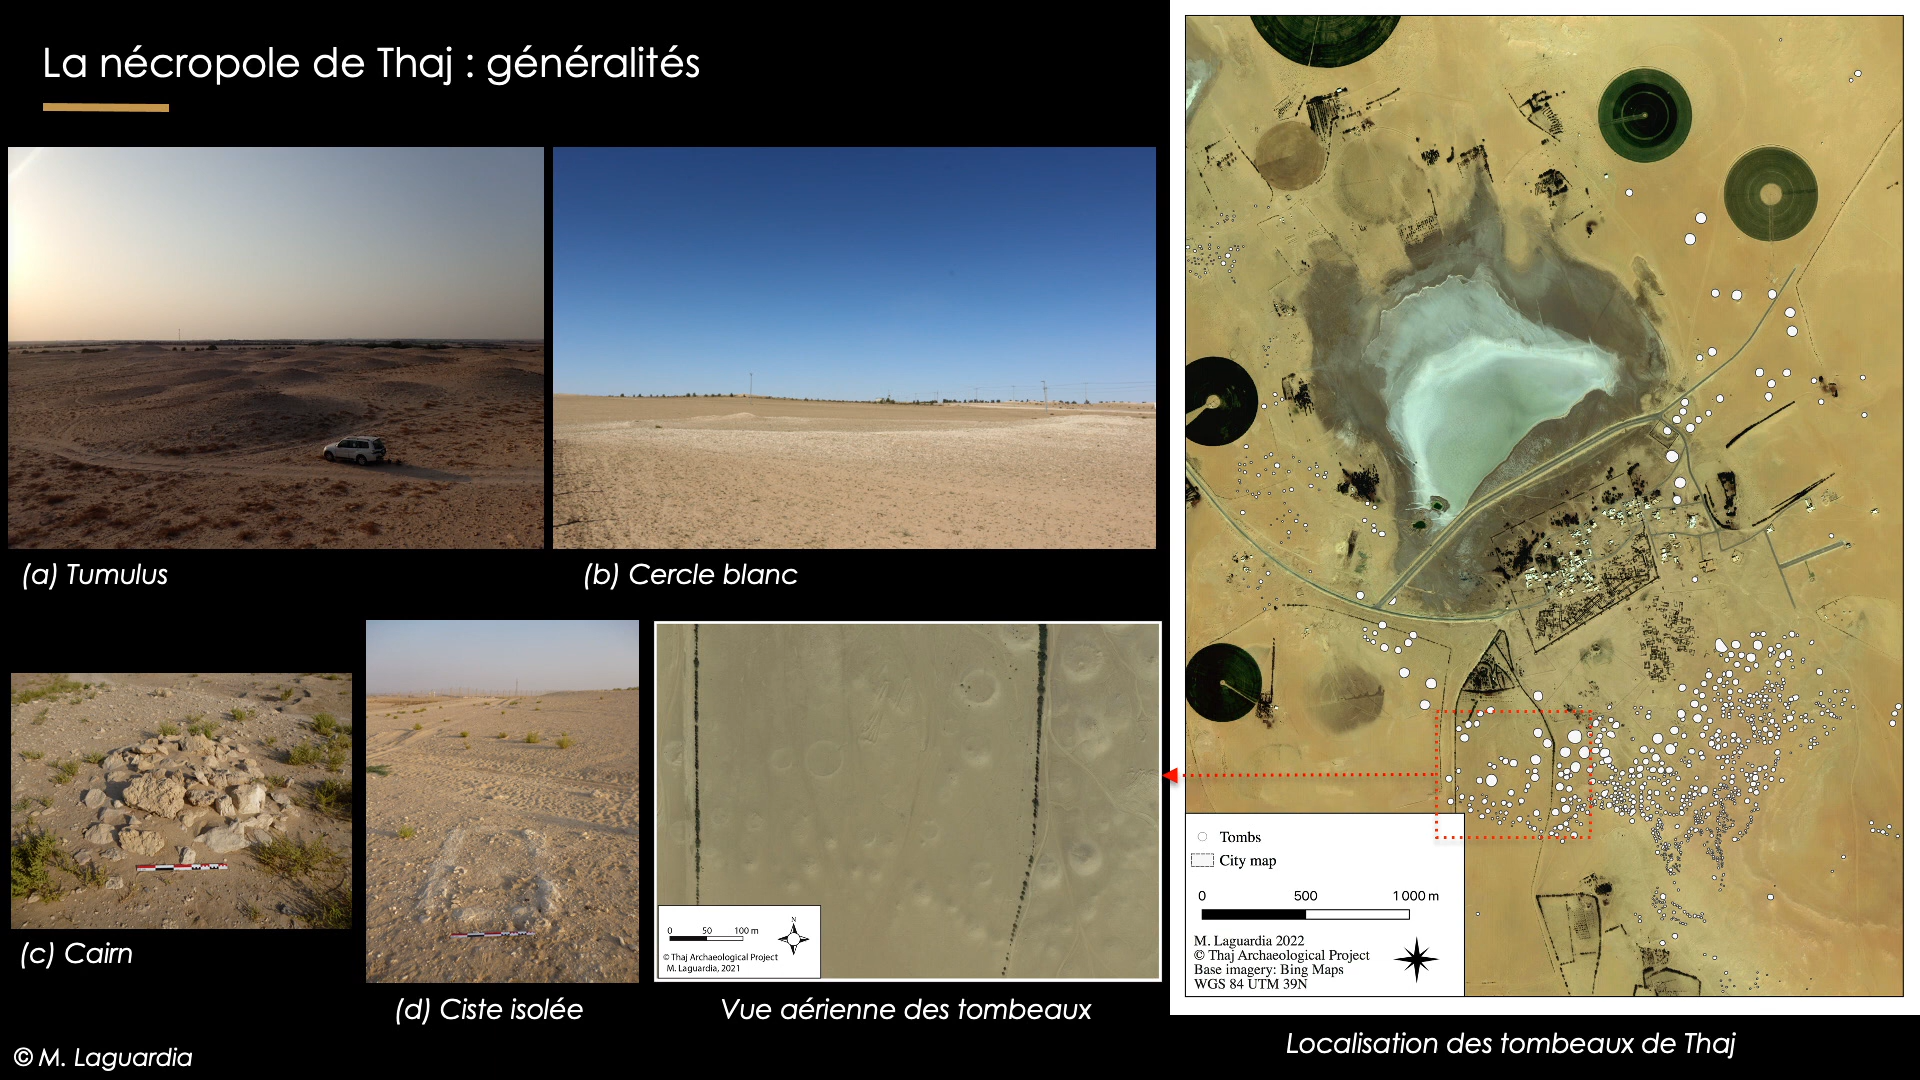 La nécropole de Thaj : généralités
(a) Tumulus
(b) Cercle blanc
(c) Cairn
(d) Ciste isolée
0 50 100 m
N
© Thaj Archaeological Project
M. Laguardia, 2021
Vue aérienne des tombeaux
Tombs
City map
0 500 1 000 m
M. Laguardia 2022
© Thaj Archaeological Project
Base imagery: Bing Maps
WGS 84 UTM 39N
Localisation des tombeaux de Thaj
© M. Laguardia